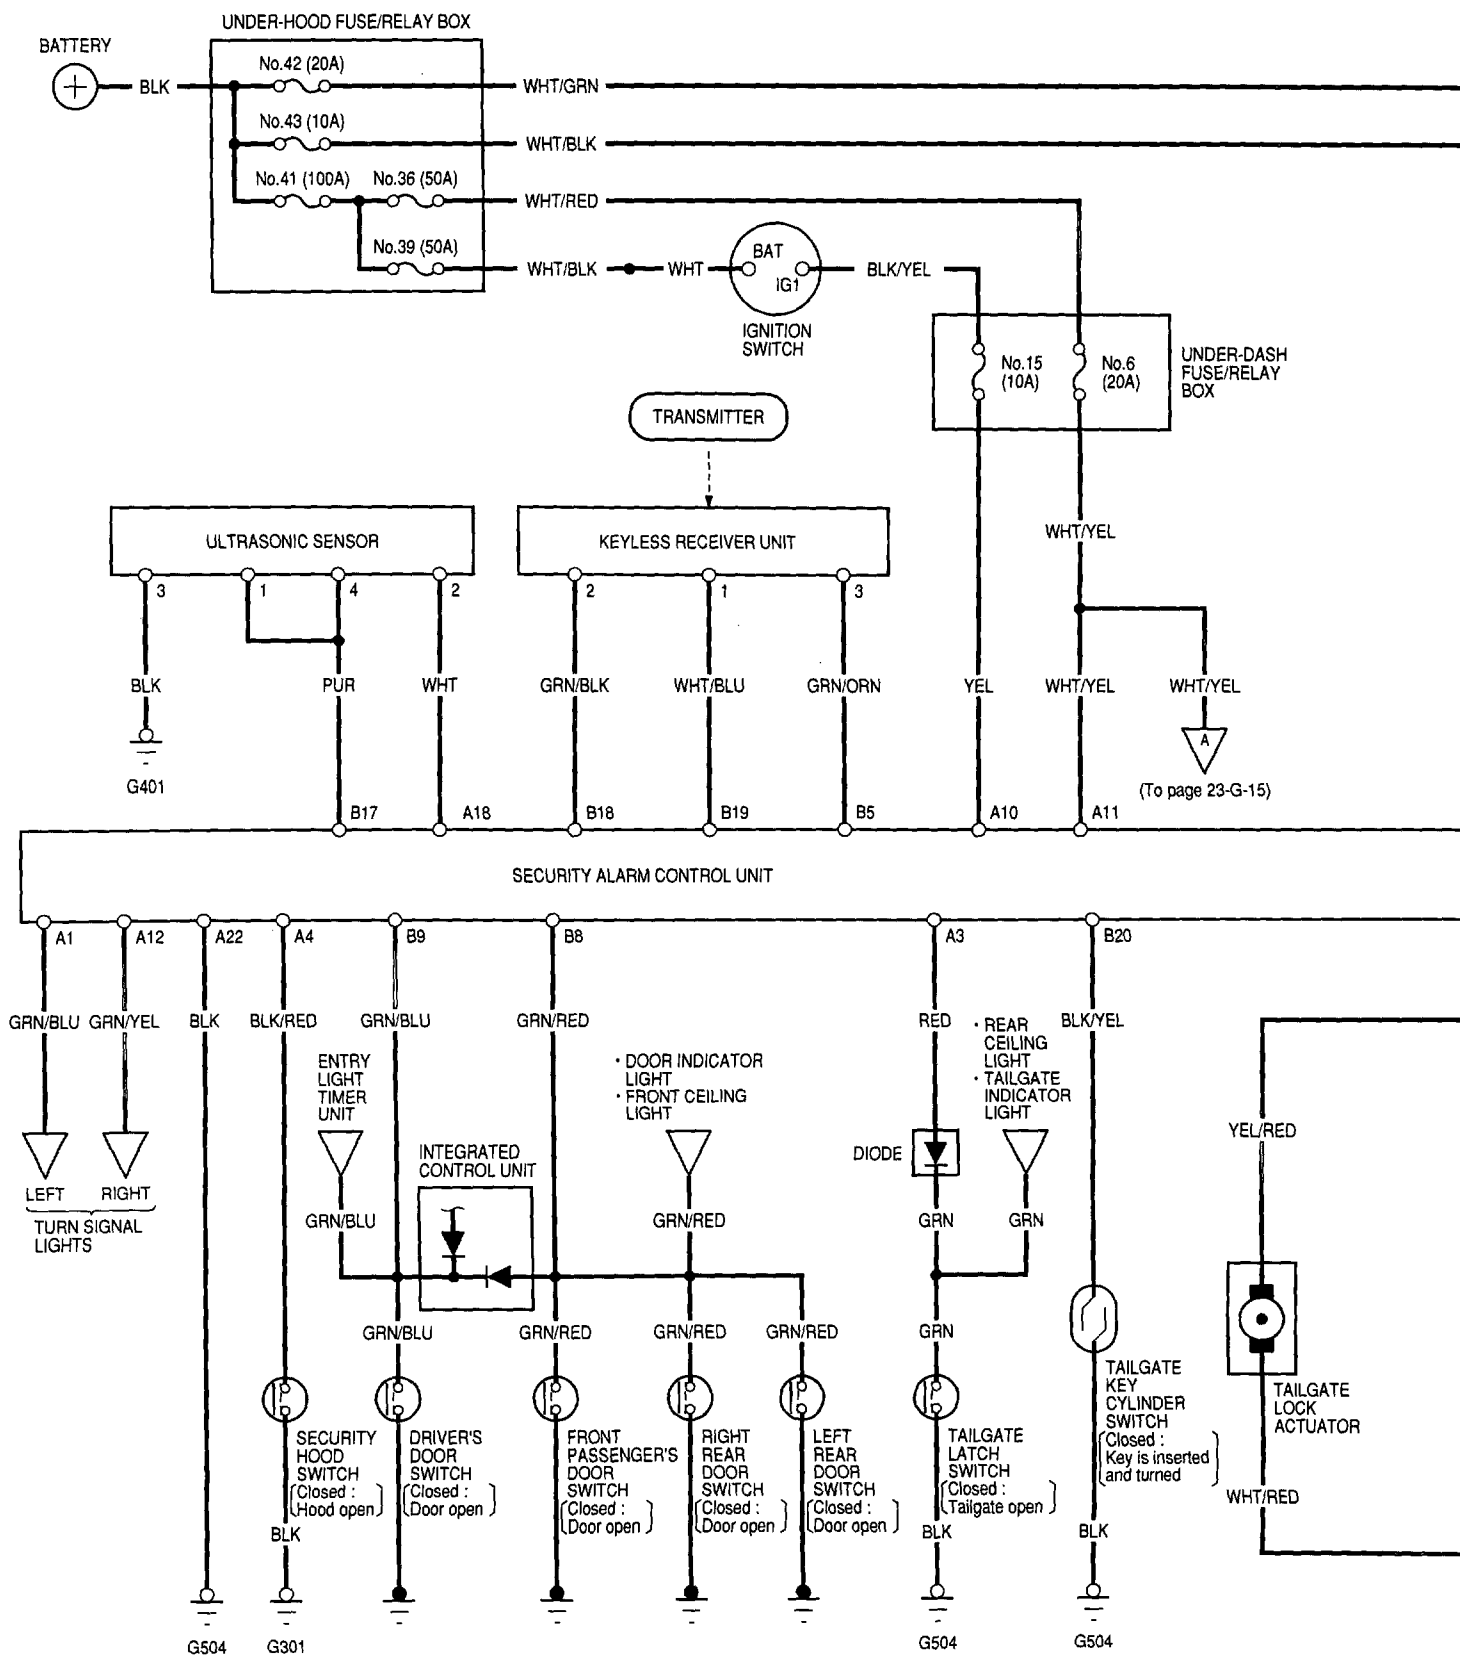 UNDER-HOOD FUSE/RELAY BOX
BATTERY
No.42 (20A)
+
BLK
WHT/GRN
No.43 (10A)
WHT/BLK
No.41 (100A)
No.36 (50A)
WHT/RED
No.39 (50A)
BAT
WHT/BLK
WHT
BLK/YEL
IG1
IGNITION
SWITCH
No.15
(10A)
No.6
(20A)
UNDER-DASH
FUSE/RELAY
BOX
TRANSMITTER
WHT/YEL
ULTRASONIC SENSOR
KEYLESS RECEIVER UNIT
3
1
4
2
2
1
3
BLK
PUR
WHT
GRN/BLK
WHT/BLU
GRN/ORN
YEL
WHT/YEL
WHT/YEL
A
G401
(To page 23-G-15)
B17
A18
B18
B19
B5
A10
A11
SECURITY ALARM CONTROL UNIT
A1
A12
A22
A4
B9
B8
A3
B20
GRN/BLU
GRN/YEL
BLK
BLK/RED
GRN/BLU
GRN/RED
RED
BLK/YEL
ENTRY
LIGHT
TIMER
UNIT
· DOOR INDICATOR
LIGHT
· FRONT CEILING
LIGHT
· REAR
CEILING
LIGHT
· TAILGATE
INDICATOR
LIGHT
YEL/RED
INTEGRATED
CONTROL UNIT
DIODE
LEFT
RIGHT
TURN SIGNAL
LIGHTS
GRN/BLU
GRN/RED
GRN
GRN
GRN/BLU
GRN/RED
GRN/RED
GRN/RED
GRN
SECURITY
HOOD
SWITCH
(Closed :
Hood open)
DRIVER'S
DOOR
SWITCH
(Closed :
Door open)
FRONT
PASSENGER'S
DOOR
SWITCH
(Closed :
Door open)
RIGHT
REAR
DOOR
SWITCH
(Closed :
Door open)
LEFT
REAR
DOOR
SWITCH
(Closed :
Door open)
TAILGATE
LATCH
SWITCH
(Closed :
Tailgate open)
TAILGATE
KEY
CYLINDER
SWITCH
(Closed :
Key is inserted
and turned)
TAILGATE
LOCK
ACTUATOR
WHT/RED
BLK
BLK
BLK
G504
G301
G504
G504